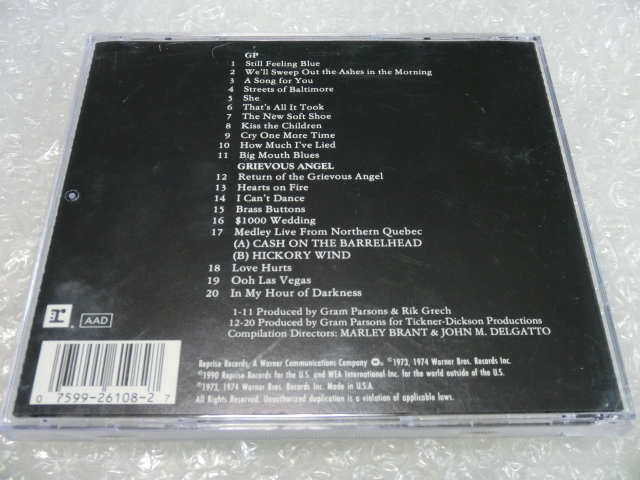 GP
1 Still Feeling Blue
2 We'll Sweep Out the Ashes in the Morning
3 A Song for You
4 Streets of Baltimore
5 She
6 That's All It Took
7 The New Soft Shoe
8 Kiss the Children
9 Cry One More Time
10 How Much I've Lied
11 Big Mouth Blues
GRIEVOUS ANGEL
12 Return of the Grievous Angel
13 Hearts on Fire
14 I Can't Dance
15 Brass Buttons
16 $1000 Wedding
17 Medley Live From Northern Quebec
(A) CASH ON THE BARRELHEAD
(B) HICKORY WIND
18 Love Hurts
19 Ooh Las Vegas
20 In My Hour of Darkness
1-11 Produced by Gram Parsons & Rik Grech
12-20 Produced by Gram Parsons for Tickner-Dickson Productions
Compilation Directors: MARLEY BRANT & JOHN M. DELGATTO
r AAD
Reprise Records, A Warner Communications Company ℗1973, 1974 Warner Bros. Records Inc.
©1990 Reprise Records for the U.S. and WEA International Inc. for the world outside of the U.S.
©1973, 1974 Warner Bros. Records Inc. Made in U.S.A.
All Rights Reserved. Unauthorized duplication is a violation of applicable laws.
0 7599-26108-2 7